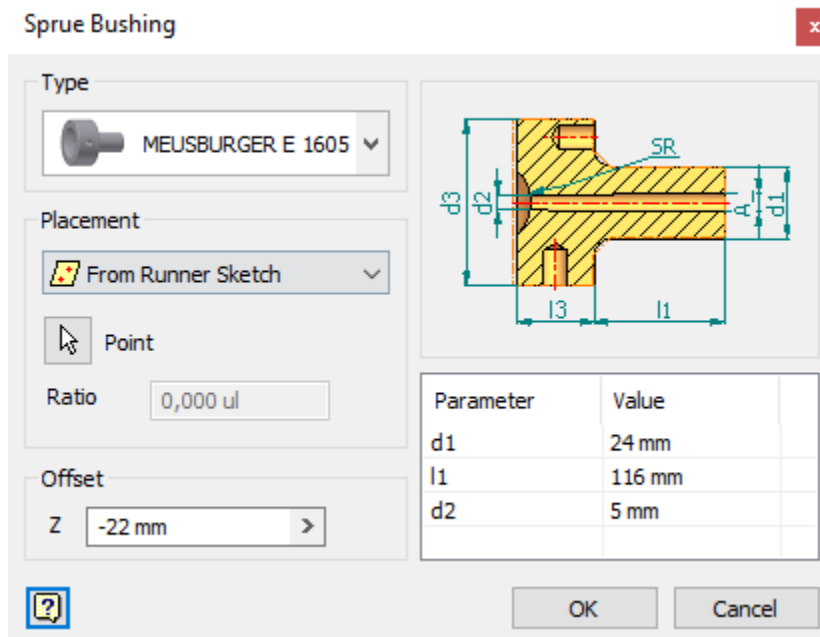 Sprue Bushing
x
Type
MEUSBURGER E 1605
Placement
From Runner Sketch
Point
Ratio
0,000 ul
Offset
Z
-22 mm
>
SR
d3
d2
A
d1
l3
l1
Parameter Value
d1 24 mm
l1 116 mm
d2 5 mm
?
OK
Cancel